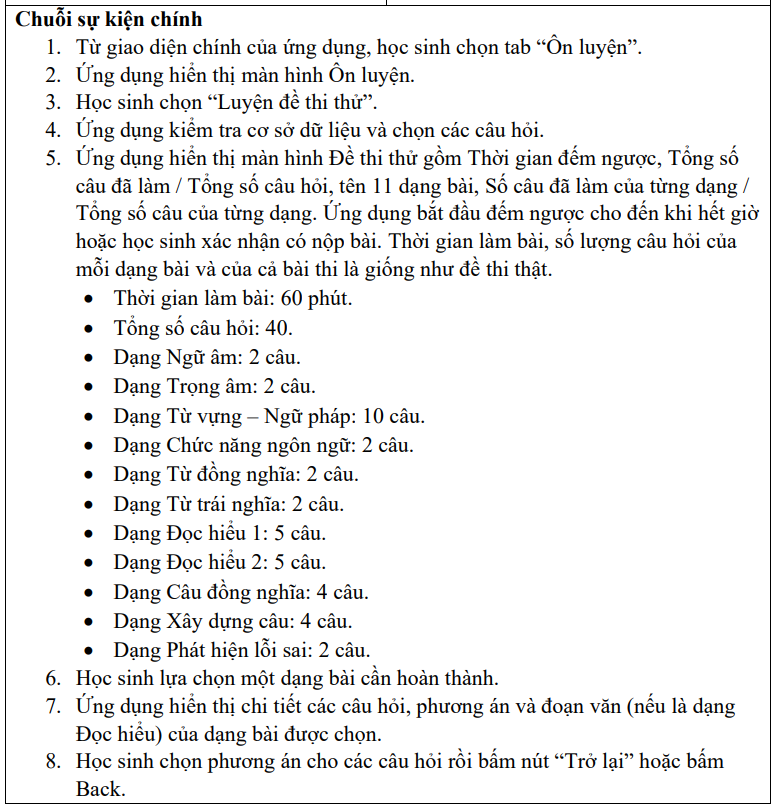 Chuỗi sự kiện chính
1. Từ giao diện chính của ứng dụng, học sinh chọn tab “Ôn luyện”.
2. Ứng dụng hiển thị màn hình Ôn luyện.
3. Học sinh chọn “Luyện đề thi thử”.
4. Ứng dụng kiểm tra cơ sở dữ liệu và chọn các câu hỏi.
5. Ứng dụng hiển thị màn hình Đề thi thử gồm Thời gian đếm ngược, Tổng số
câu đã làm / Tổng số câu hỏi, tên 11 dạng bài, Số câu đã làm của từng dạng /
Tổng số câu của từng dạng. Ứng dụng bắt đầu đếm ngược cho đến khi hết giờ
hoặc học sinh xác nhận có nộp bài. Thời gian làm bài, số lượng câu hỏi của
mỗi dạng bài và của cả bài thi là giống như đề thi thật.
• Thời gian làm bài: 60 phút.
• Tổng số câu hỏi: 40.
• Dạng Ngữ âm: 2 câu.
• Dạng Trọng âm: 2 câu.
• Dạng Từ vựng – Ngữ pháp: 10 câu.
• Dạng Chức năng ngôn ngữ: 2 câu.
• Dạng Từ đồng nghĩa: 2 câu.
• Dạng Từ trái nghĩa: 2 câu.
• Dạng Đọc hiểu 1: 5 câu.
• Dạng Đọc hiểu 2: 5 câu.
• Dạng Câu đồng nghĩa: 4 câu.
• Dạng Xây dựng câu: 4 câu.
• Dạng Phát hiện lỗi sai: 2 câu.
6. Học sinh lựa chọn một dạng bài cần hoàn thành.
7. Ứng dụng hiển thị chi tiết các câu hỏi, phương án và đoạn văn (nếu là dạng
Đọc hiểu) của dạng bài được chọn.
8. Học sinh chọn phương án cho các câu hỏi rồi bấm nút “Trở lại” hoặc bấm
Back.